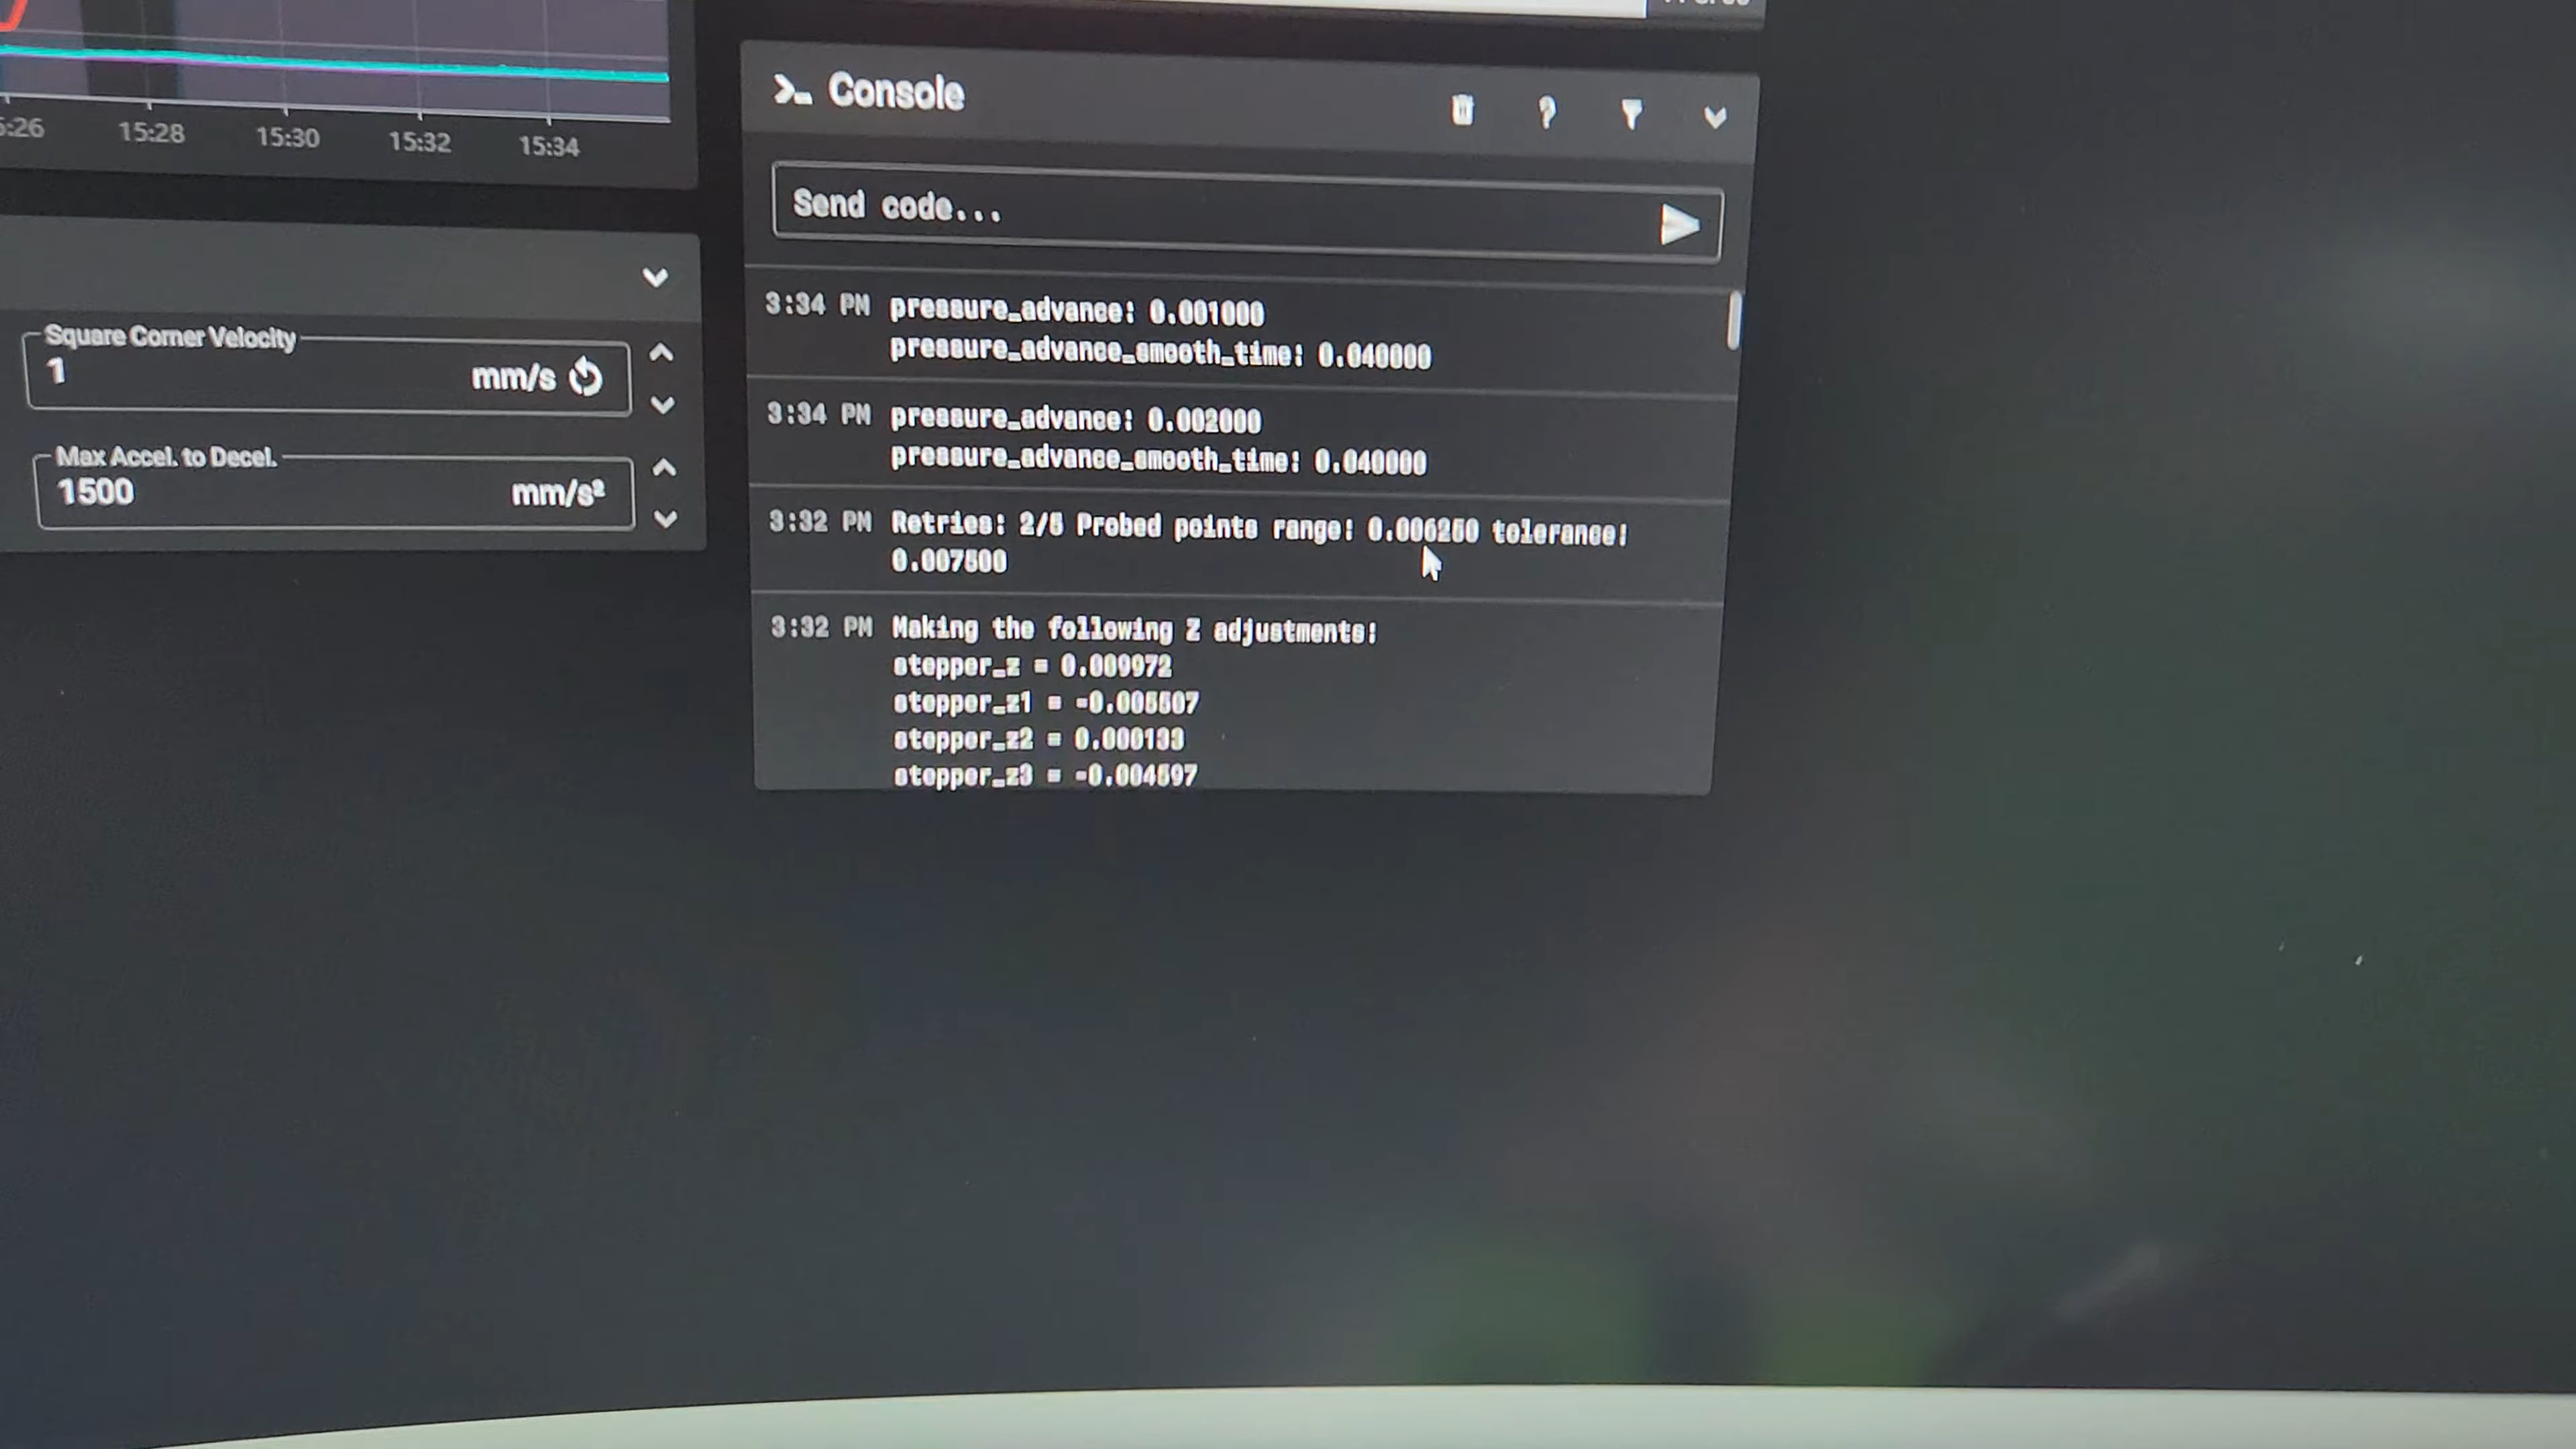 15:28
15:30
15:32
15:34
Square Corner Velocity
1
mm/s
Max Accel. to Decel.
1500
mm/s²
Console
Send code...
3:34 PM pressure_advance: 0.001000
pressure_advance_smooth_time: 0.040000
3:34 PM pressure_advance: 0.002000
pressure_advance_smooth_time: 0.040000
3:32 PM Retries: 2/5 Probed points range: 0.006250 tolerance:
0.007500
3:32 PM Making the following Z adjustments:
stepper_z = 0.009972
stepper_z1 = -0.005507
stepper_z2 = 0.000133
stepper_z3 = -0.004597